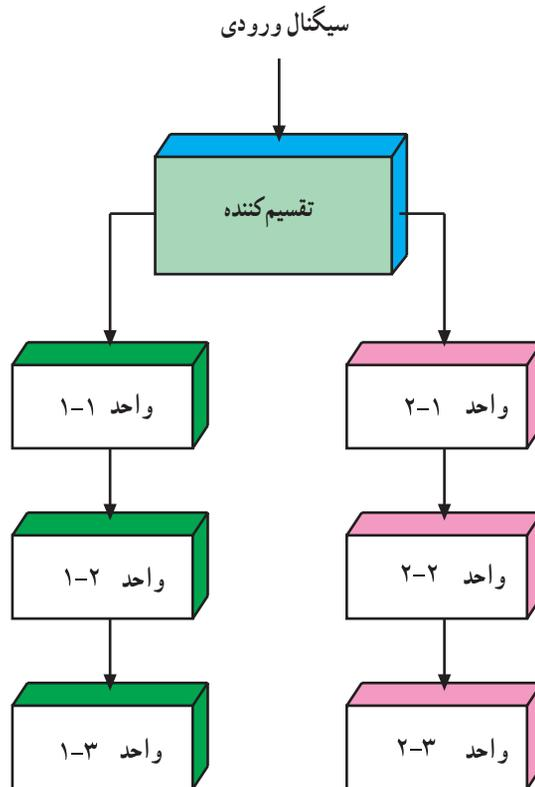 سیگنال ورودی
تقسیم‌کننده
واحد ۱-۱
واحد ۲-۱
واحد ۱-۲
واحد ۲-۲
واحد ۱-۳
واحد ۲-۳